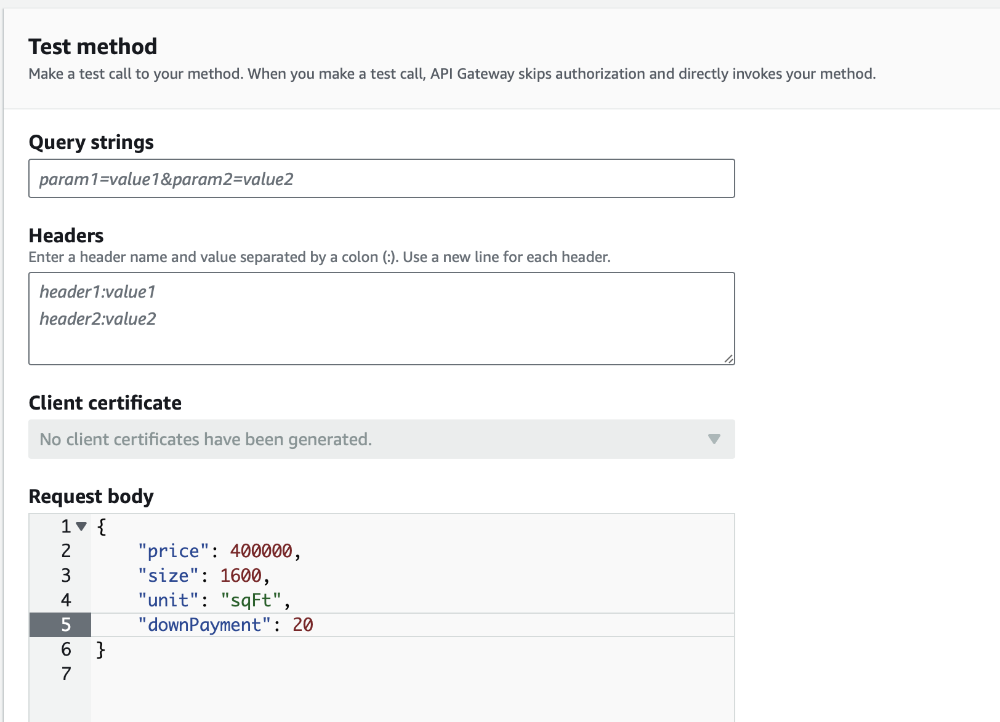 Test method
Make a test call to your method. When you make a test call, API Gateway skips authorization and directly invokes your method.
Query strings
param1=value1&param2=value2
Headers
Enter a header name and value separated by a colon (:). Use a new line for each header.
header1:value1
header2:value2
Client certificate
No client certificates have been generated.
Request body
1 {
2 "price": 400000,
3 "size": 1600,
4 "unit": "sqFt",
5 "downPayment": 20
6 }
7